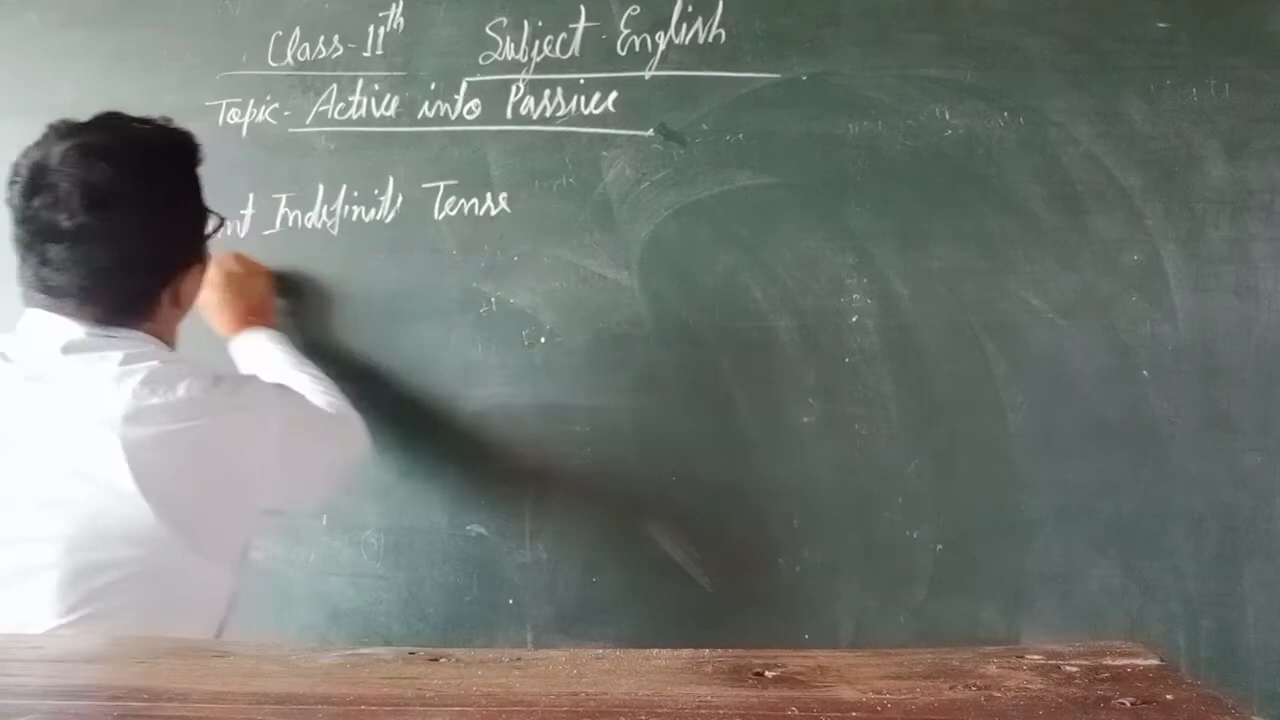 Class-11th Subject-English
Topic- Active into Passive
nt Indefinite Tense